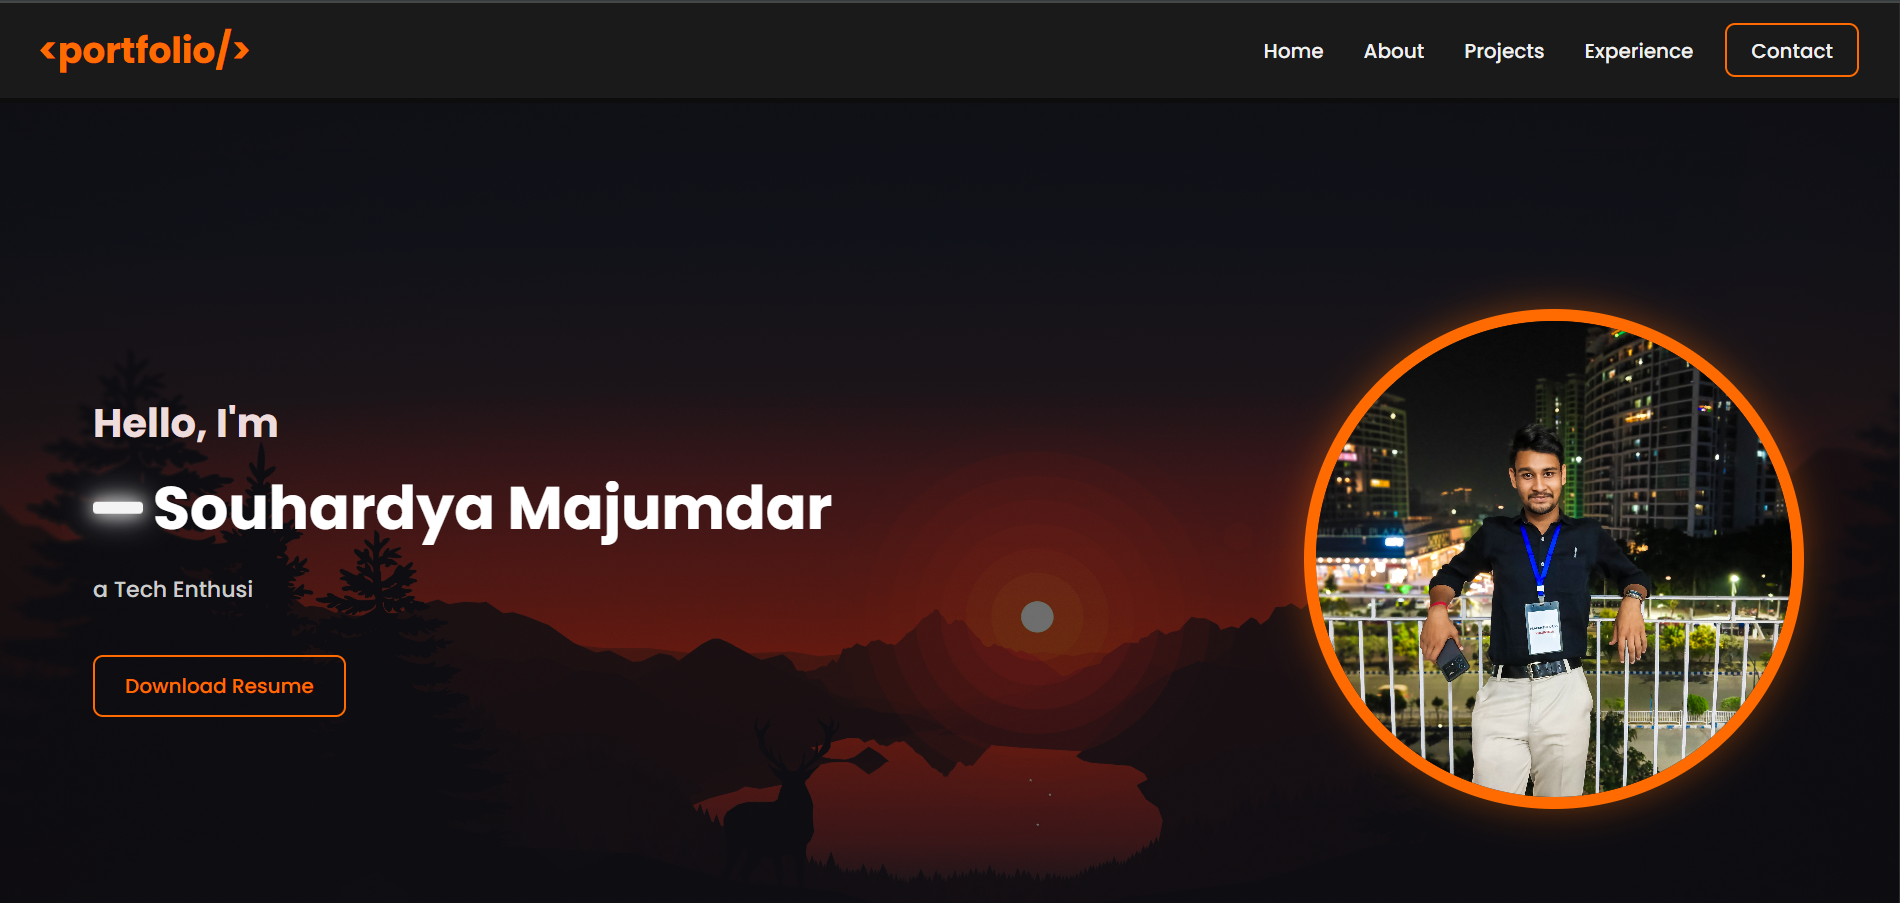 <portfolio/>
Home About Projects Experience Contact
Hello, I'm
Souhardya Majumdar
a Tech Enthusi
Download Resume